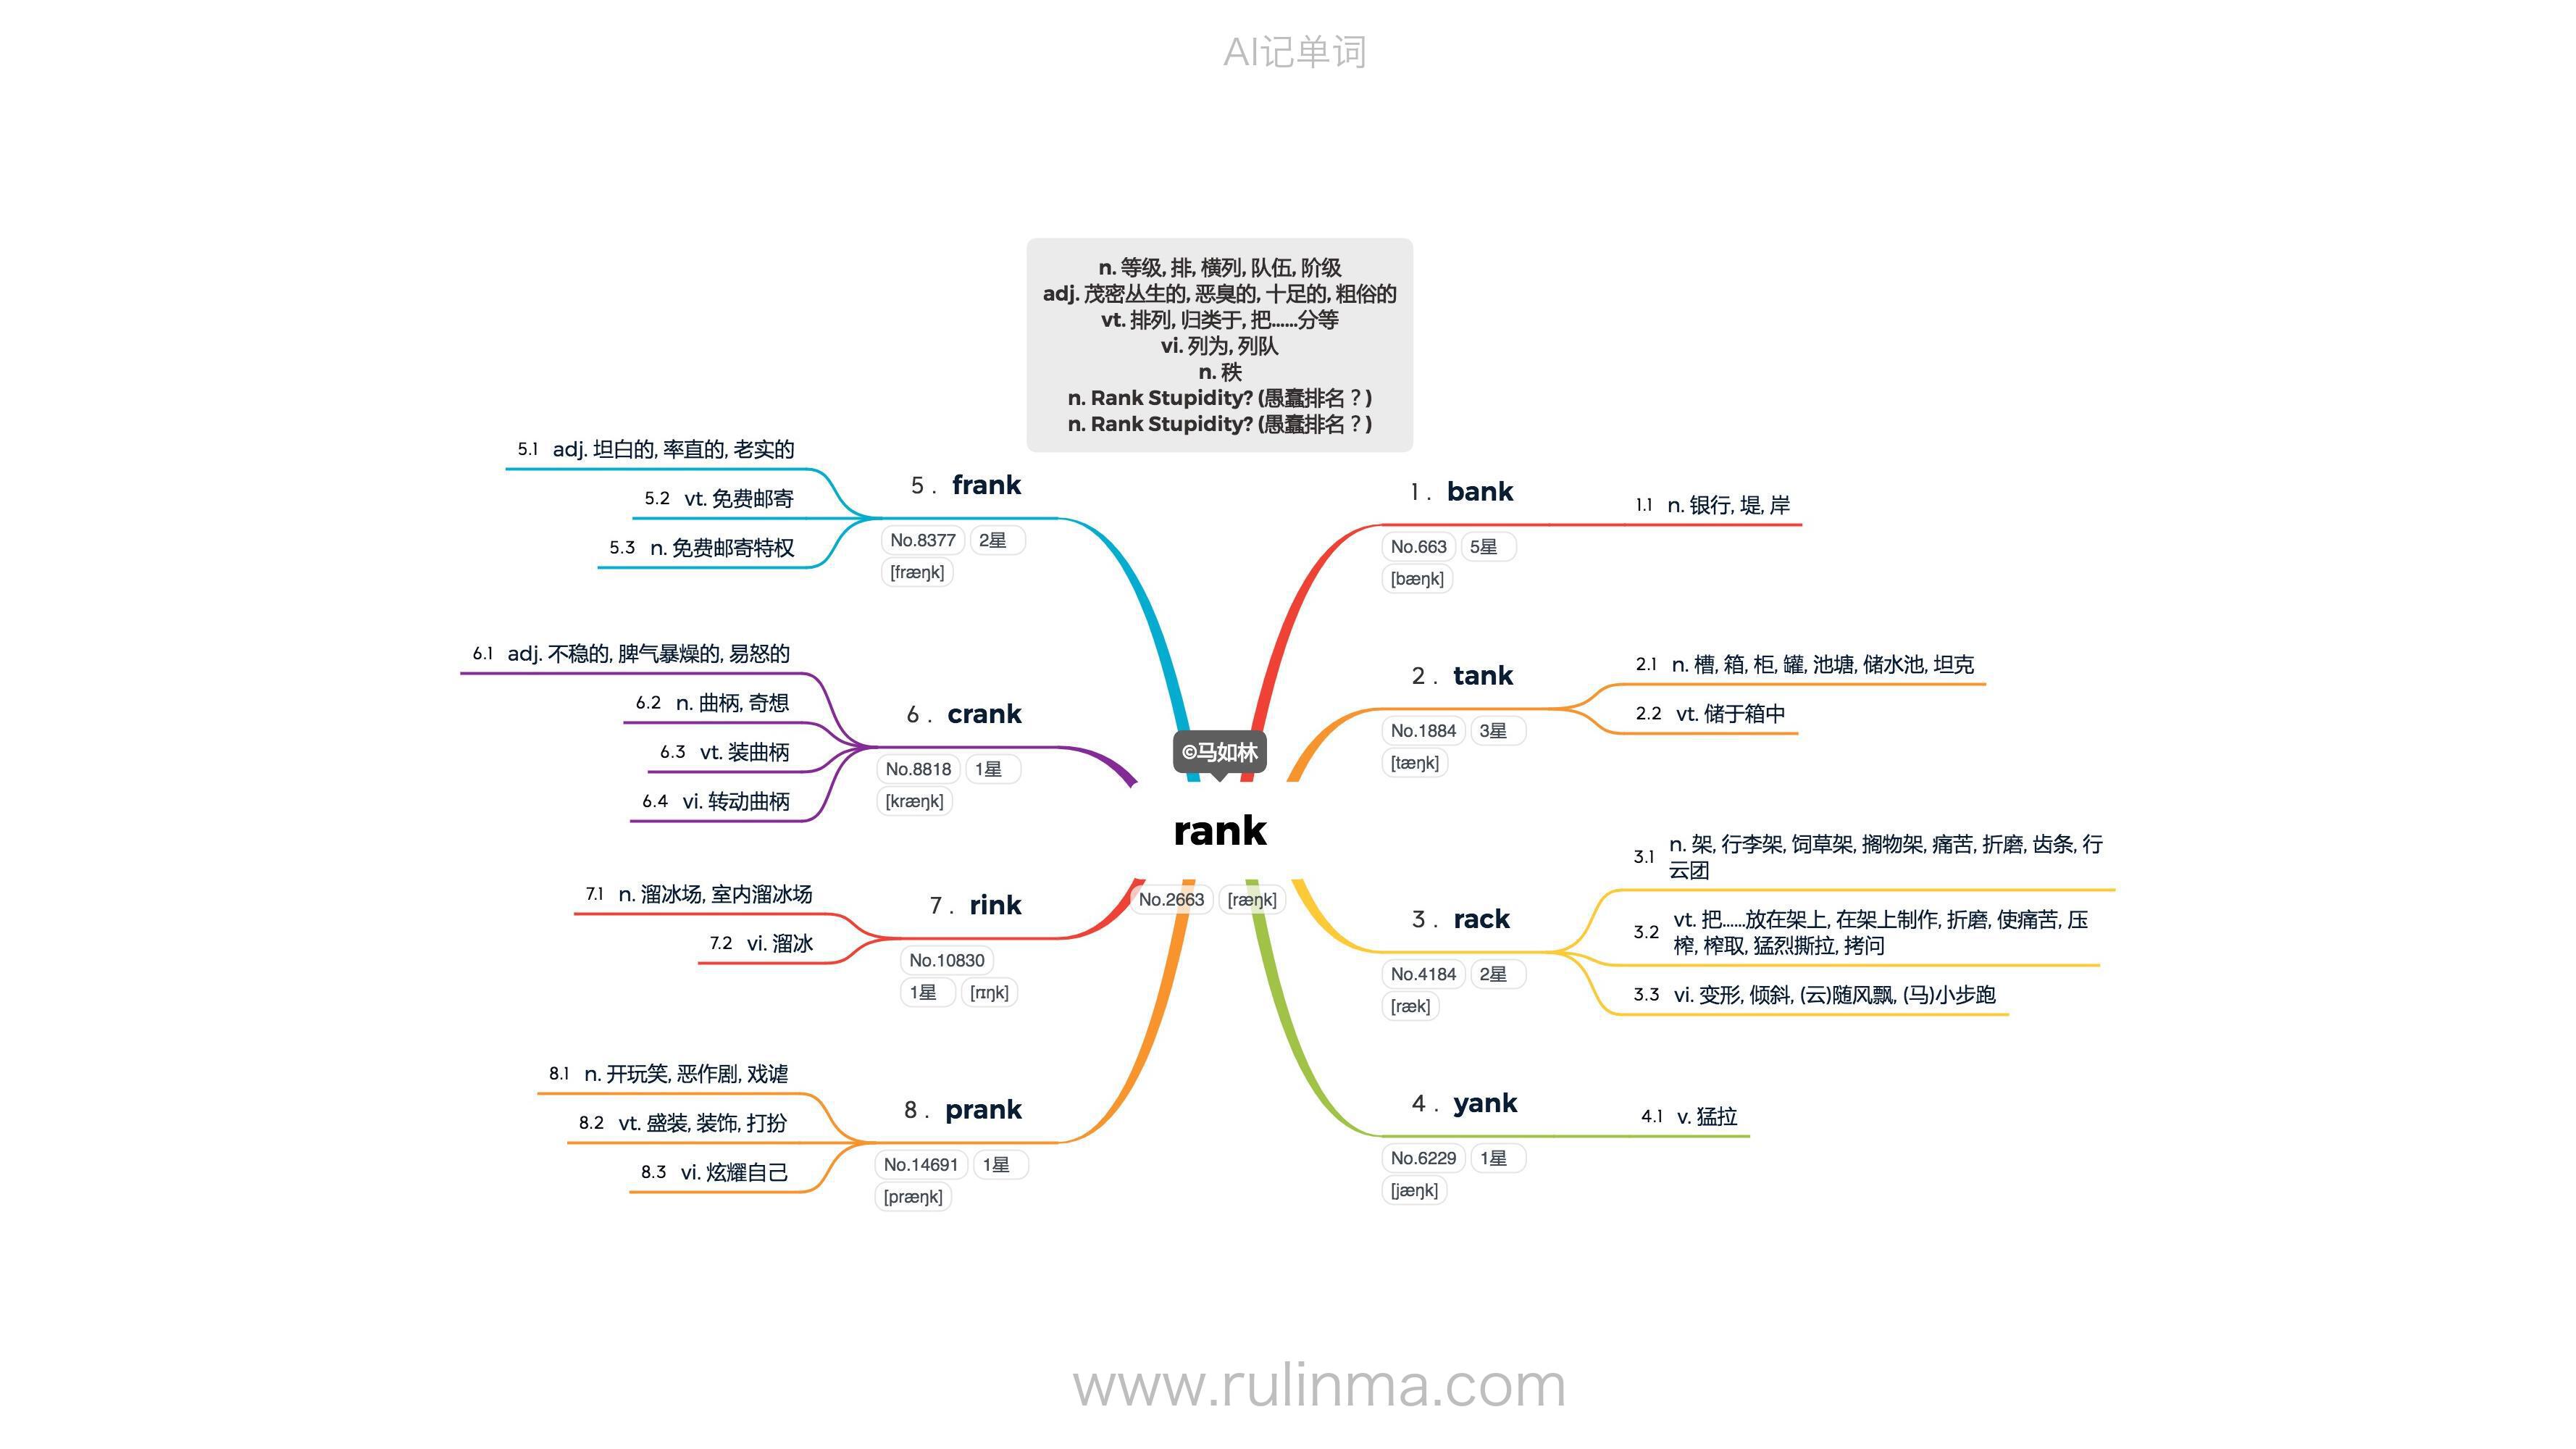 AI记单词
n. 等级, 排, 横列, 队伍, 阶级
adj. 茂密丛生的, 恶臭的, 十足的, 粗俗的
vt. 排列, 归类于, 把……分等
vi. 列为, 列队
n. 秩
n. Rank Stupidity? (愚蠢排名？)
n. Rank Stupidity? (愚蠢排名？)
©马如林
rank
No.2663 [ræŋk]
1. bank
No.663 5星
[bæŋk]
1.1 n. 银行, 堤, 岸
2. tank
No.1884 3星
[tæŋk]
2.1 n. 槽, 箱, 柜, 罐, 池塘, 储水池, 坦克
2.2 vt. 储于箱中
3. rack
No.4184 2星
[ræk]
3.1 n. 架, 行李架, 饲草架, 搁物架, 痛苦, 折磨, 齿条, 行
云团
3.2 vt. 把……放在架上, 在架上制作, 折磨, 使痛苦, 压
榨, 榨取, 猛烈撕拉, 拷问
3.3 vi. 变形, 倾斜, (云)随风飘, (马)小步跑
4. yank
No.6229 1星
[jæŋk]
4.1 v. 猛拉
5. frank
No.8377 2星
[fræŋk]
5.1 adj. 坦白的, 率直的, 老实的
5.2 vt. 免费邮寄
5.3 n. 免费邮寄特权
6. crank
No.8818 1星
[kræŋk]
6.1 adj. 不稳的, 脾气暴燥的, 易怒的
6.2 n. 曲柄, 奇想
6.3 vt. 装曲柄
6.4 vi. 转动曲柄
7. rink
No.10830
1星 [rɪŋk]
7.1 n. 溜冰场, 室内溜冰场
7.2 vi. 溜冰
8. prank
No.14691 1星
[præŋk]
8.1 n. 开玩笑, 恶作剧, 戏谑
8.2 vt. 盛装, 装饰, 打扮
8.3 vi. 炫耀自己
www.rulinma.com